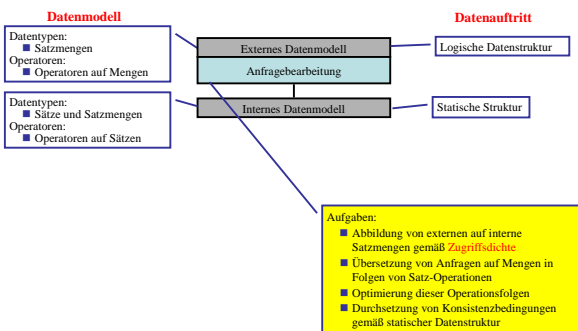 Datenmodell
Datenauftritt
Datentypen:
Satzmengen
Operatoren:
Operatoren auf Mengen
Externes Datenmodell
Anfragebearbeitung
Logische Datenstruktur
Datentypen:
Sätze und Satzmengen
Operatoren:
Operatoren auf Sätzen
Internes Datenmodell
Statische Struktur
Aufgaben:
Abbildung von externen auf interne
Satzmengen gemäß Zugriffsdichte
Übersetzung von Anfragen auf Mengen in
Folgen von Satz-Operationen
Optimierung dieser Operationsfolgen
Durchsetzung von Konsistenzbedingungen
gemäß statischer Datenstruktur